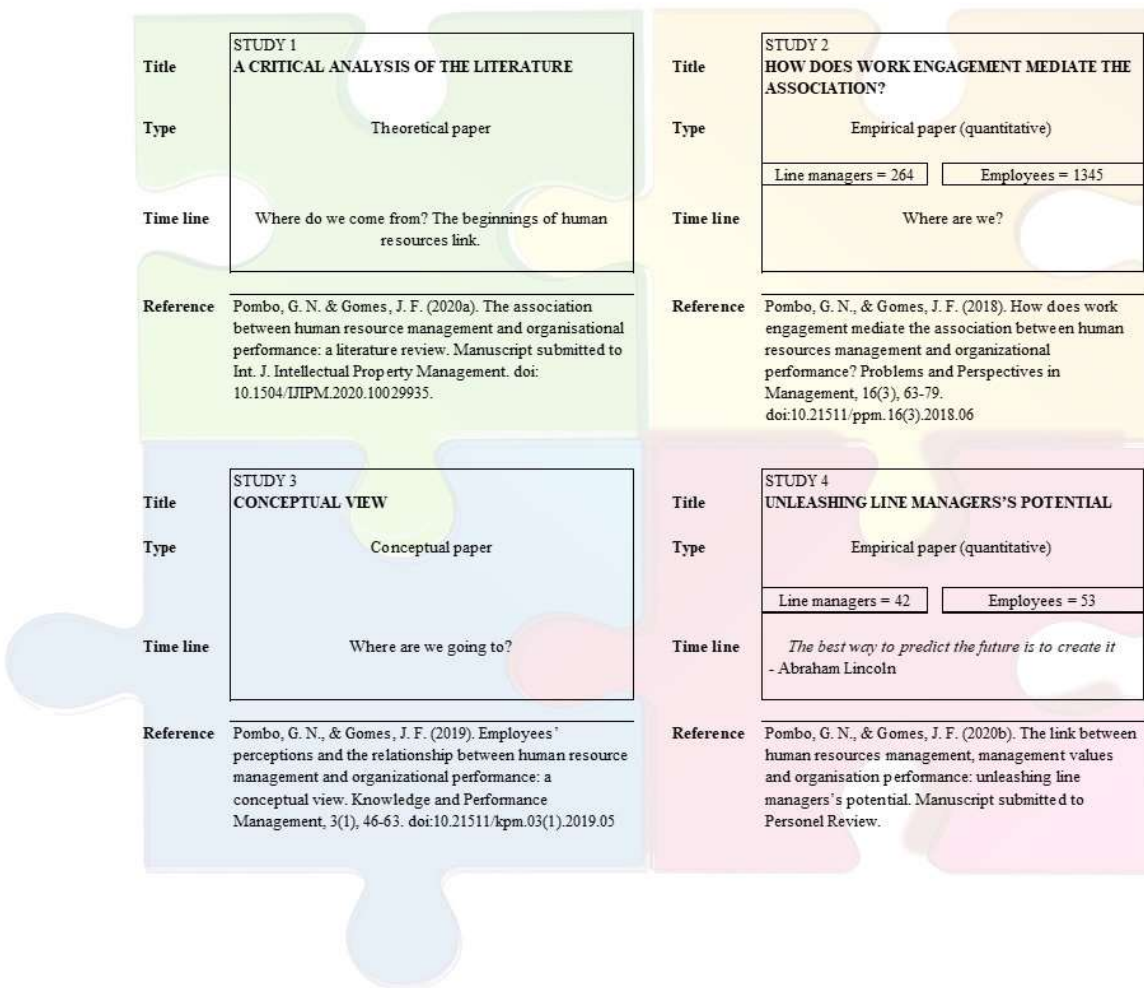 STUDY 1
Title A CRITICAL ANALYSIS OF THE LITERATURE
Type Theoretical paper
Time line Where do we come from? The beginnings of human
resources link.
Reference Pombo, G. N. & Gomes, J. F. (2020a). The association
between human resource management and organisational
performance: a literature review. Manuscript submitted to
Int. J. Intellectual Property Management. doi:
10.1504/IJIPM.2020.10029935.
STUDY 2
Title HOW DOES WORK ENGAGEMENT MEDIATE THE
ASSOCIATION?
Type Empirical paper (quantitative)
Line managers = 264 Employees = 1345
Time line Where are we?
Reference Pombo, G. N., & Gomes, J. F. (2018). How does work
engagement mediate the association between human
resources management and organizational
performance? Problems and Perspectives in
Management, 16(3), 63-79.
doi:10.21511/ppm.16(3).2018.06
STUDY 3
Title CONCEPTUAL VIEW
Type Conceptual paper
Time line Where are we going to?
Reference Pombo, G. N., & Gomes, J. F. (2019). Employees'
perceptions and the relationship between human resource
management and organizational performance: a
conceptual view. Knowledge and Performance
Management, 3(1), 46-63. doi:10.21511/kpm.03(1).2019.05
STUDY 4
Title UNLEASHING LINE MANAGERS'S POTENTIAL
Type Empirical paper (quantitative)
Line managers = 42 Employees = 53
Time line The best way to predict the future is to create it
- Abraham Lincoln
Reference Pombo, G. N., & Gomes, J. F. (2020b). The link between
human resources management, management values
and organisation performance: unleashing line
managers's potential. Manuscript submitted to
Personel Review.